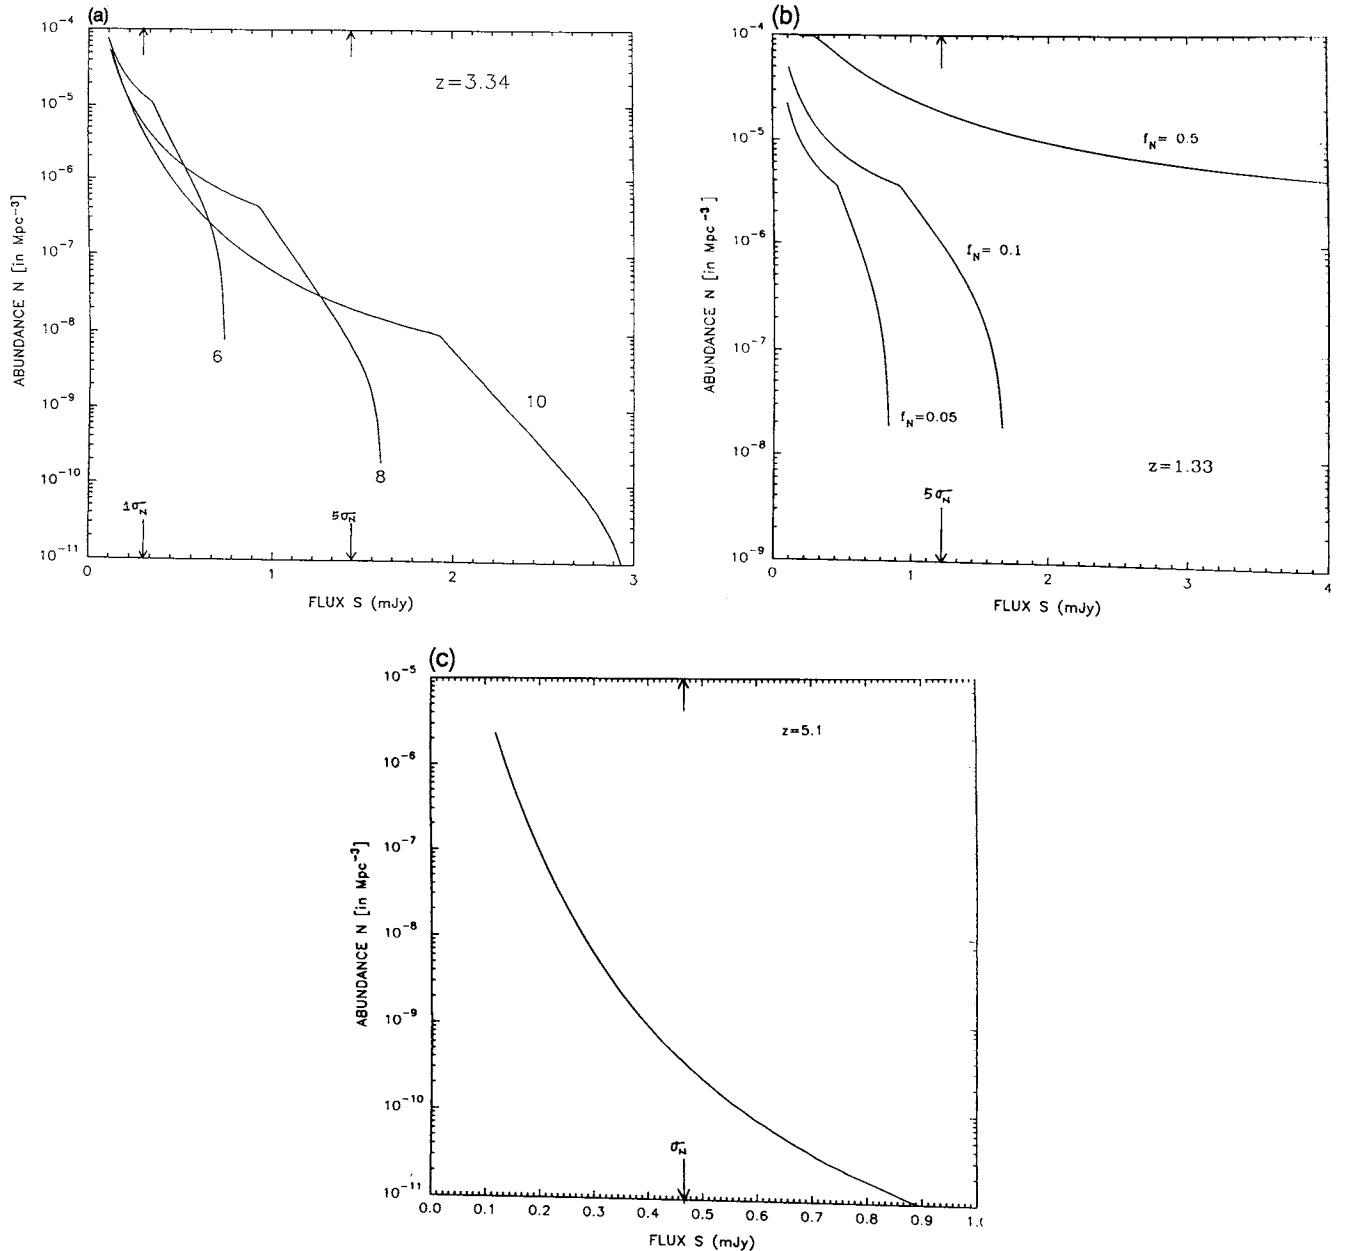 (a)
10⁻⁴
10⁻⁵
10⁻⁶
10⁻⁷
10⁻⁸
10⁻⁹
10⁻¹⁰
10⁻¹¹
ABUNDANCE N [in Mpc⁻³]
z=3.34
6
8
10
1σ_N
5σ_N
0 1 2 3
FLUX S (mJy)
(b)
10⁻⁴
10⁻⁵
10⁻⁶
10⁻⁷
10⁻⁸
10⁻⁹
ABUNDANCE N [in Mpc⁻³]
f_N= 0.5
f_N= 0.1
f_N=0.05
z=1.33
5σ_N
0 1 2 3 4
FLUX S (mJy)
(c)
10⁻⁵
10⁻⁶
10⁻⁷
10⁻⁸
10⁻⁹
10⁻¹⁰
10⁻¹¹
ABUNDANCE N [in Mpc⁻³]
z=5.1
σ_N
0.0 0.1 0.2 0.3 0.4 0.5 0.6 0.7 0.8 0.9 1.(
FLUX S (mJy)